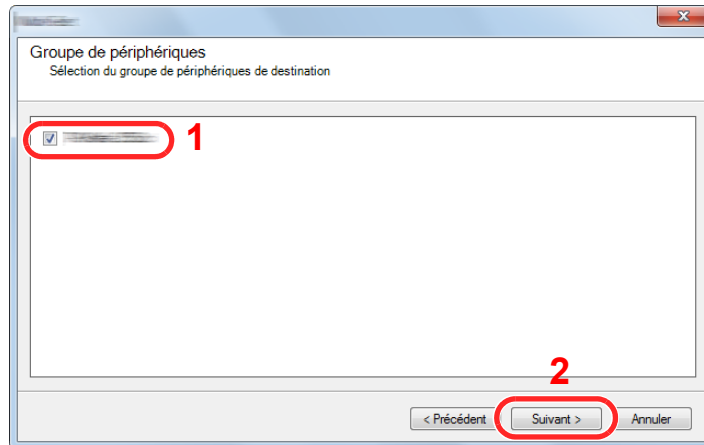 Groupe de périphériques
Sélection du groupe de périphériques de destination
1
2
< Précédent
Suivant >
Annuler